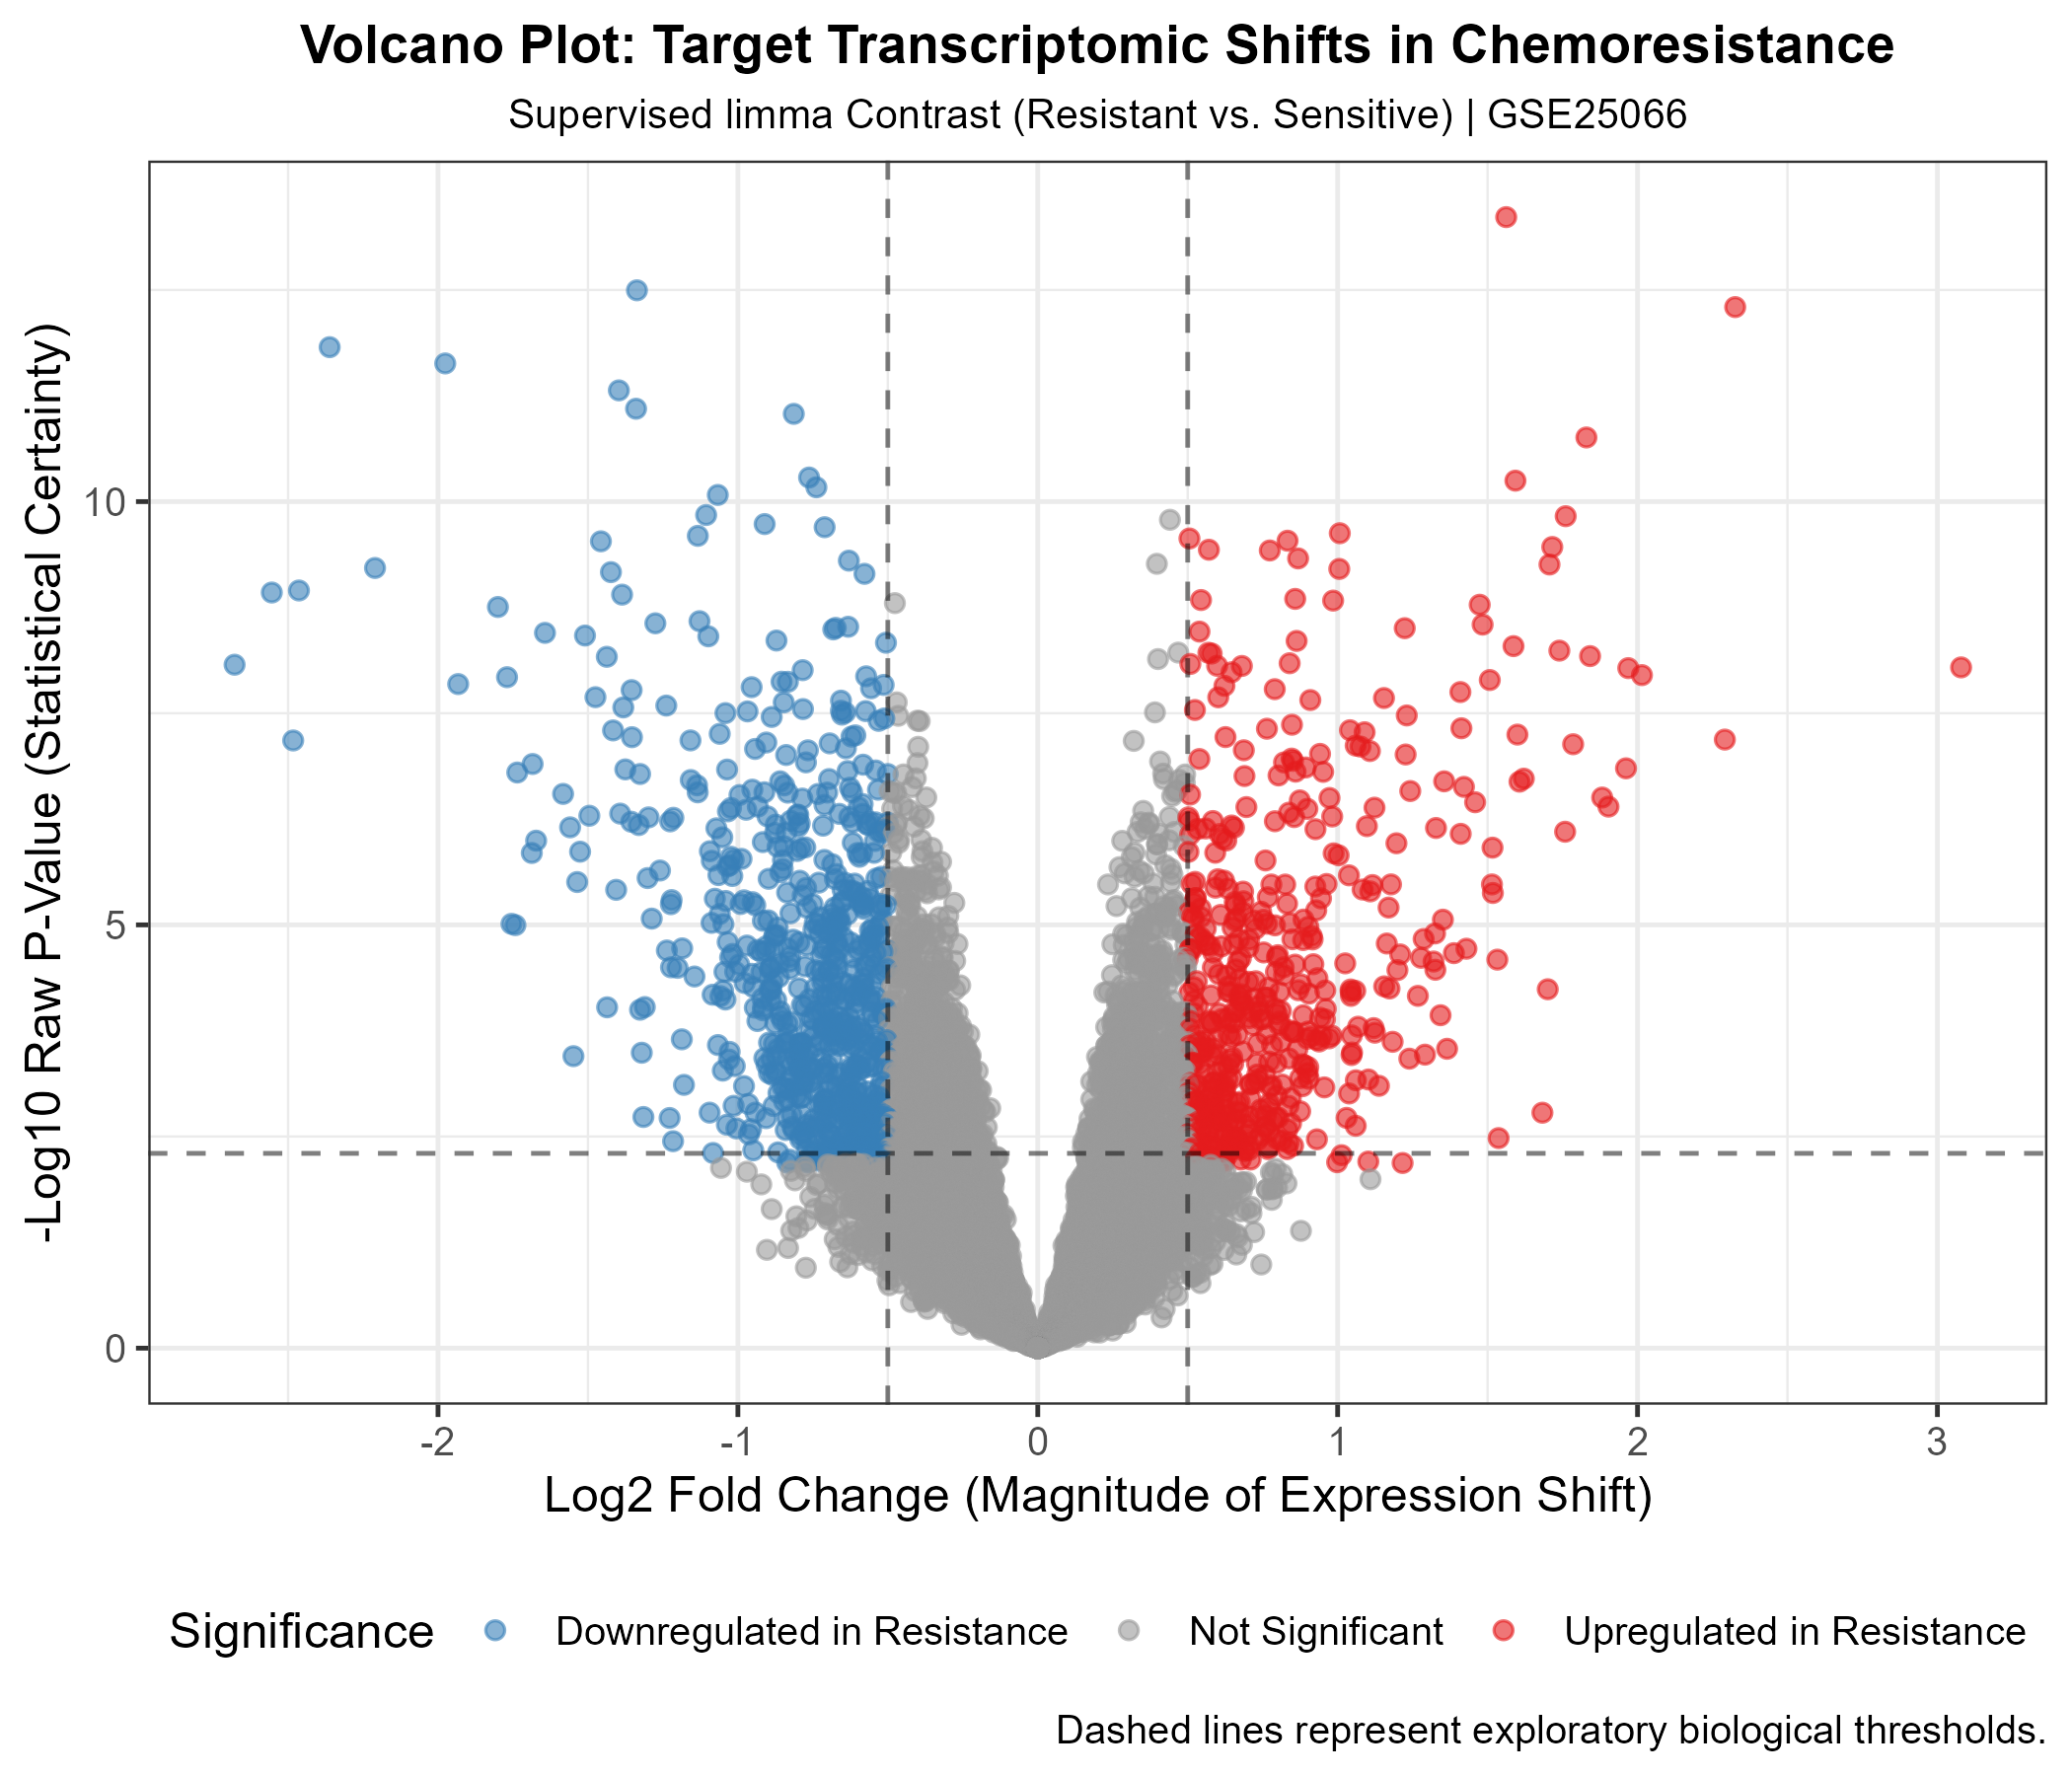 Volcano Plot: Target Transcriptomic Shifts in Chemoresistance
Supervised limma Contrast (Resistant vs. Sensitive) | GSE25066
-Log10 Raw P-Value (Statistical Certainty)
10
5
0
-2
-1
0
1
2
3
Log2 Fold Change (Magnitude of Expression Shift)
Significance
Downregulated in Resistance
Not Significant
Upregulated in Resistance
Dashed lines represent exploratory biological thresholds.